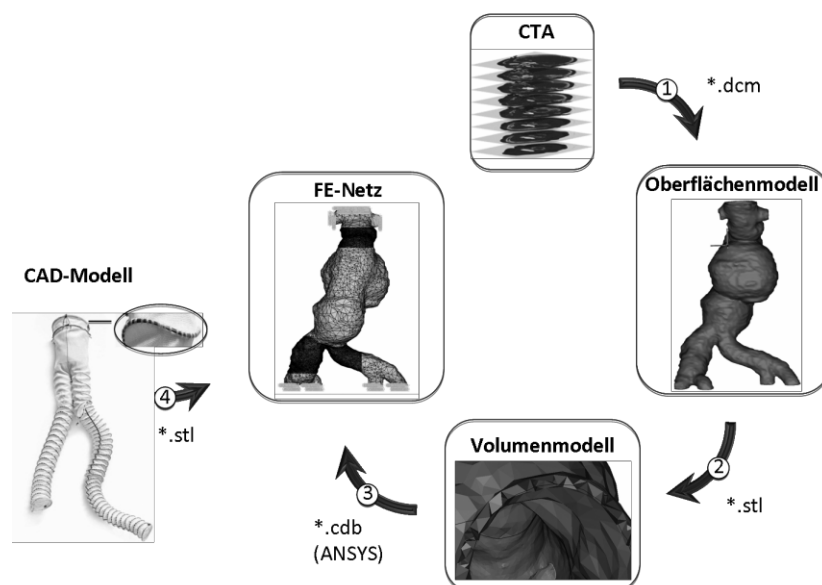 CTA
1
*.dcm
Oberflächenmodell
FE-Netz
CAD-Modell
4
*.stl
Volumenmodell
2
*.stl
3
*.cdb
(ANSYS)